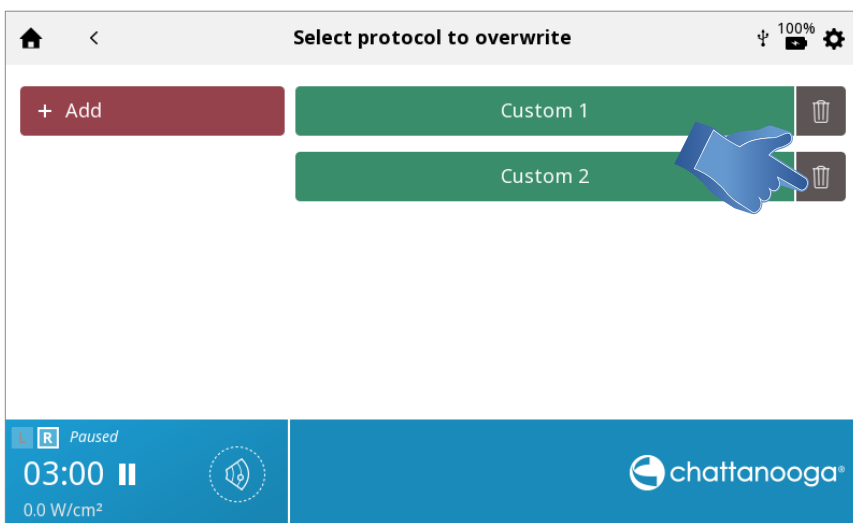 Select protocol to overwrite
100%
+ Add
Custom 1
Custom 2
L R Paused
03:00
0.0 W/cm²
chattanooga®